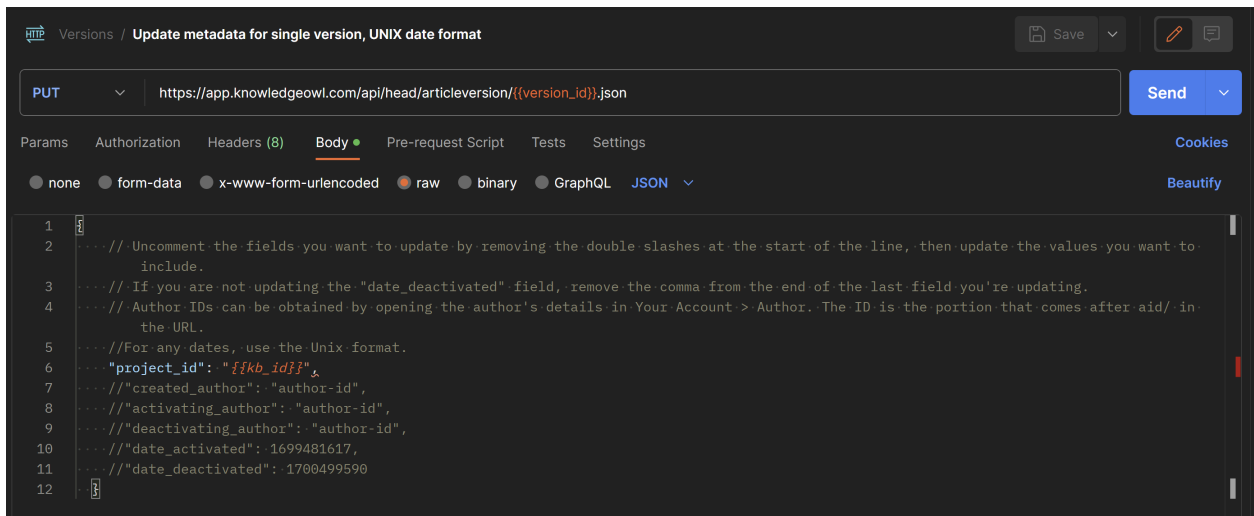 HTTP Versions / Update metadata for single version, UNIX date format Save
PUT https://app.knowledgeowl.com/api/head/articleversion/{{version_id}}.json Send
Params Authorization Headers (8) Body Pre-request Script Tests Settings Cookies
none form-data x-www-form-urlencoded raw binary GraphQL JSON Beautify
1 {
2 // Uncomment the fields you want to update by removing the double slashes at the start of the line, then update the values you want to
include.
3 // If you are not updating the "date_deactivated" field, remove the comma from the end of the last field you're updating.
4 // Author IDs can be obtained by opening the author's details in Your Account > Author. The ID is the portion that comes after aid/ in
the URL.
5 //For any dates, use the Unix format.
6 "project_id": "{{kb_id}}",
7 //"created_author": "author-id",
8 //"activating_author": "author-id",
9 //"deactivating_author": "author-id",
10 //"date_activated": 1699481617,
11 //"date_deactivated": 1700499590
12 }